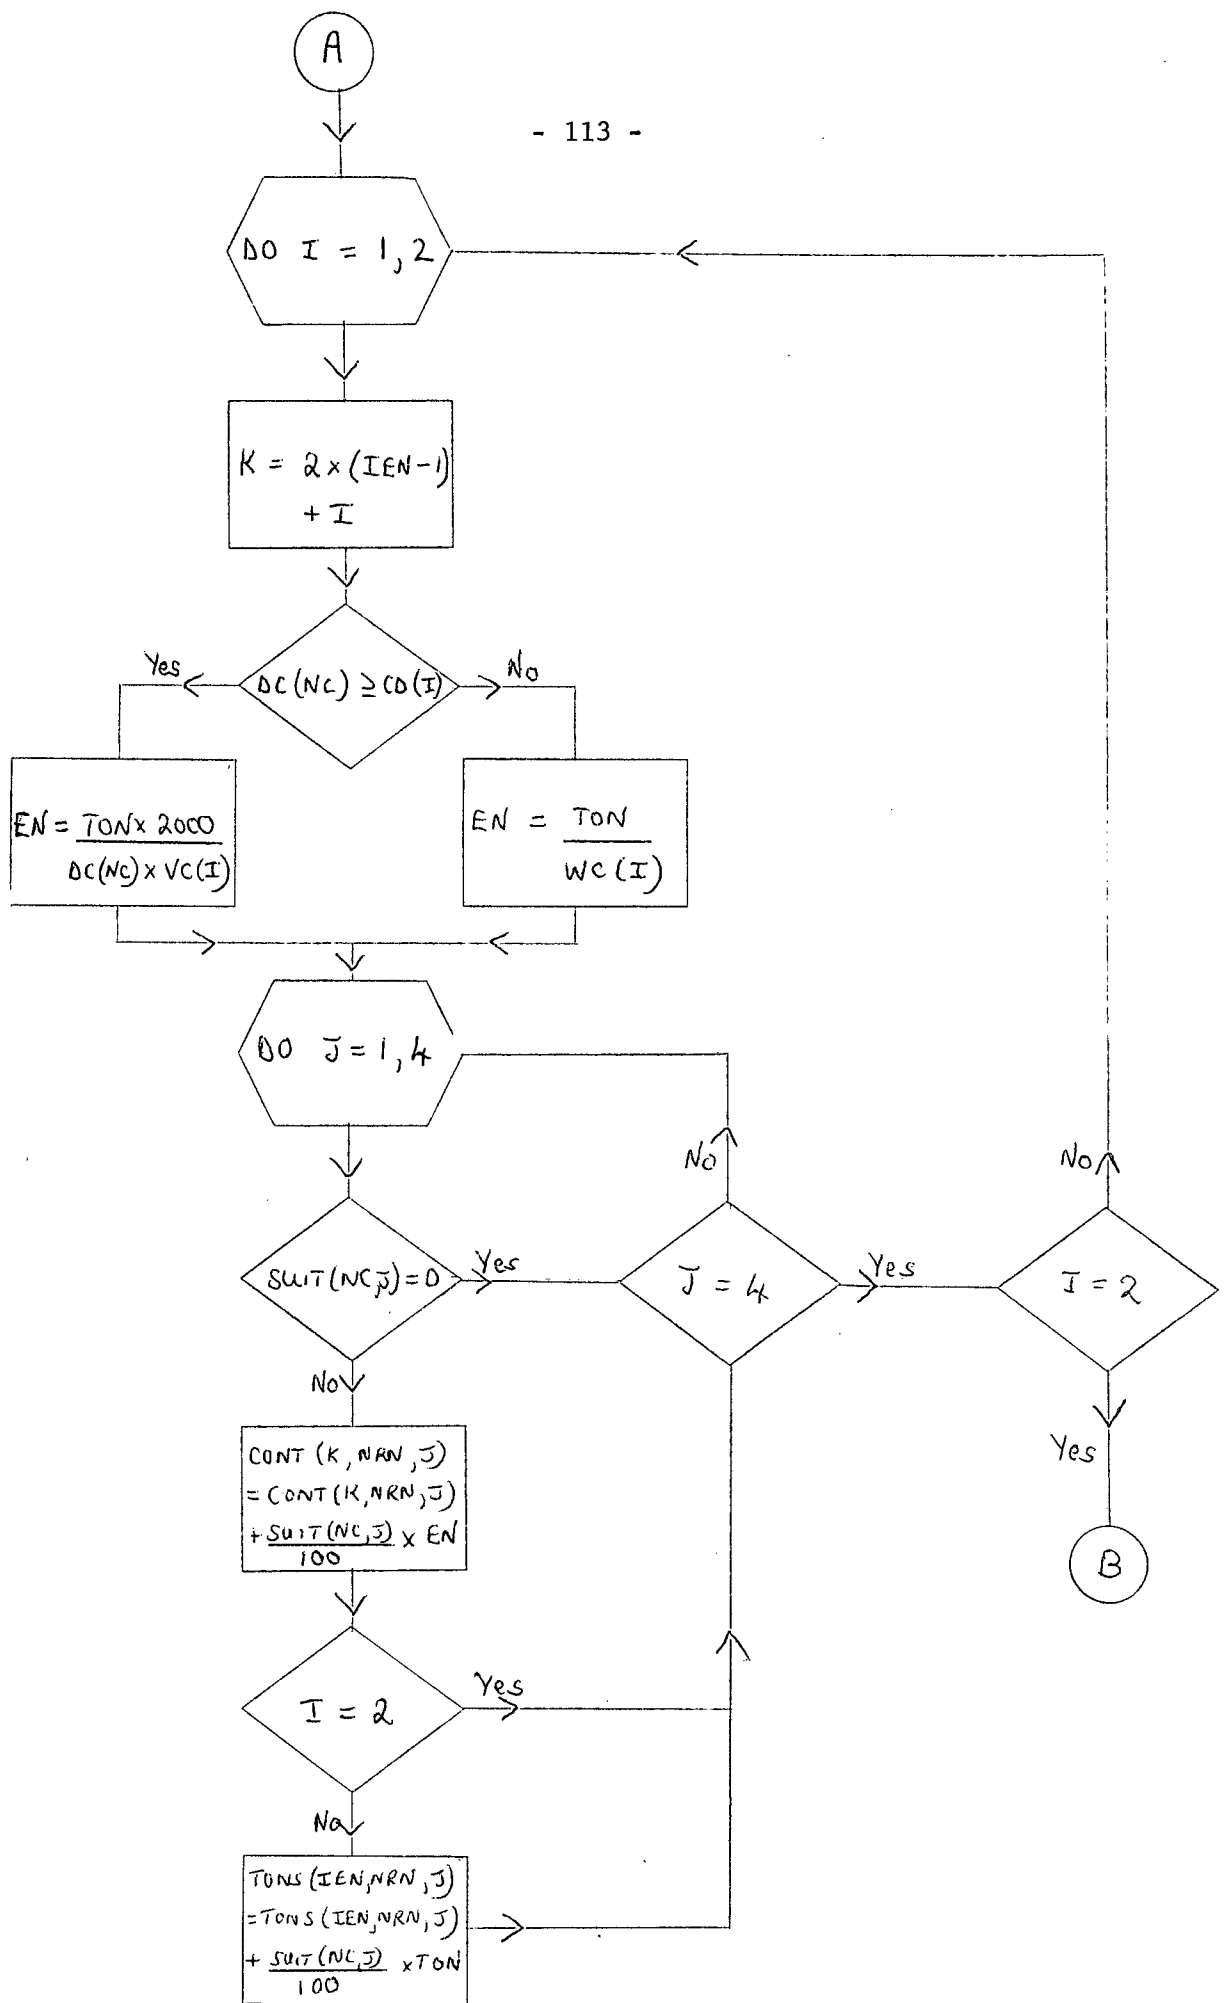 A
- 113 -
DO I = 1,2
K = 2 × (IEN-1)
+ I
DC(NC) ≥ CD(I)
Yes
No
EN = TON × 2000
DC(NC) × VC(I)
EN = TON
WC(I)
DO J = 1,4
SUIT(NC,J)=0
Yes
No
J = 4
No
Yes
I = 2
No
Yes
B
CONT (K, NRN, J)
= CONT (K, NRN, J)
+ SUIT(NC,J) × EN
100
I = 2
Yes
No
TONS (IEN, NRN, J)
= TONS (IEN, NRN, J)
+ SUIT(NC,J) × TON
100